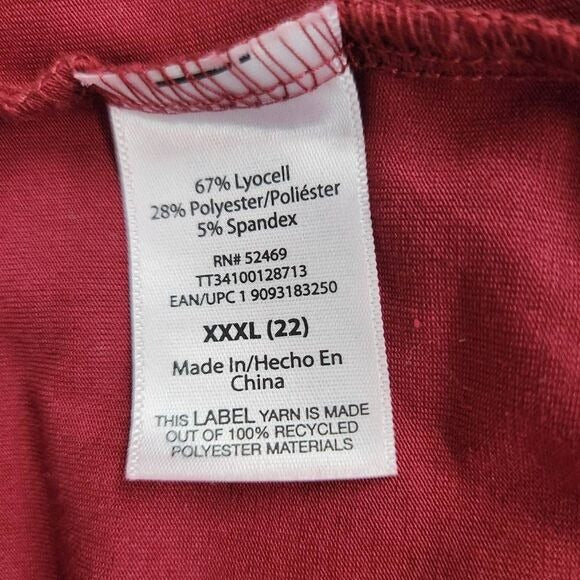 67% Lyocell
28% Polyester/Poliéster
5% Spandex
RN# 52469
TT34100128713
EAN/UPC 1 9093183250
XXXL (22)
Made In/Hecho En
China
THIS LABEL YARN IS MADE
OUT OF 100% RECYCLED
POLYESTER MATERIALS